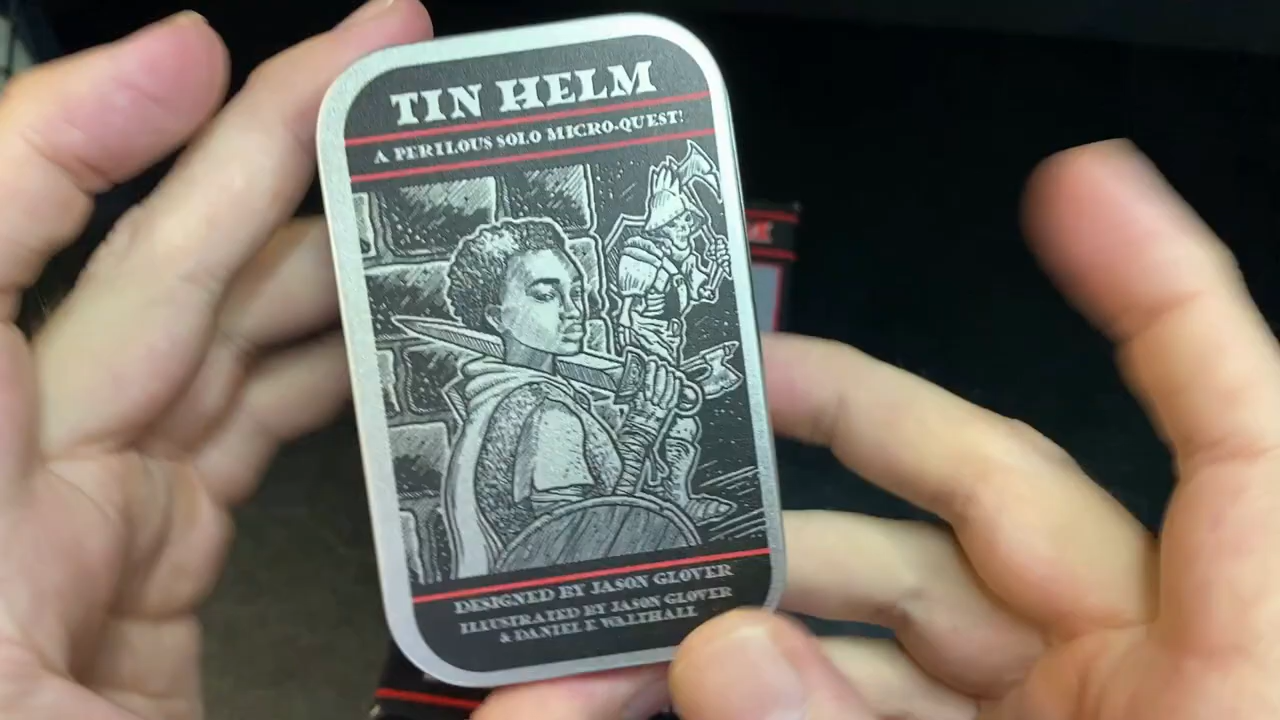 TIN HELM
A PERILOUS SOLO MICRO-QUEST!
DESIGNED BY JASON GLOVER
ILLUSTRATED BY JASON GLOVER
& DANIEL F WALTHALL